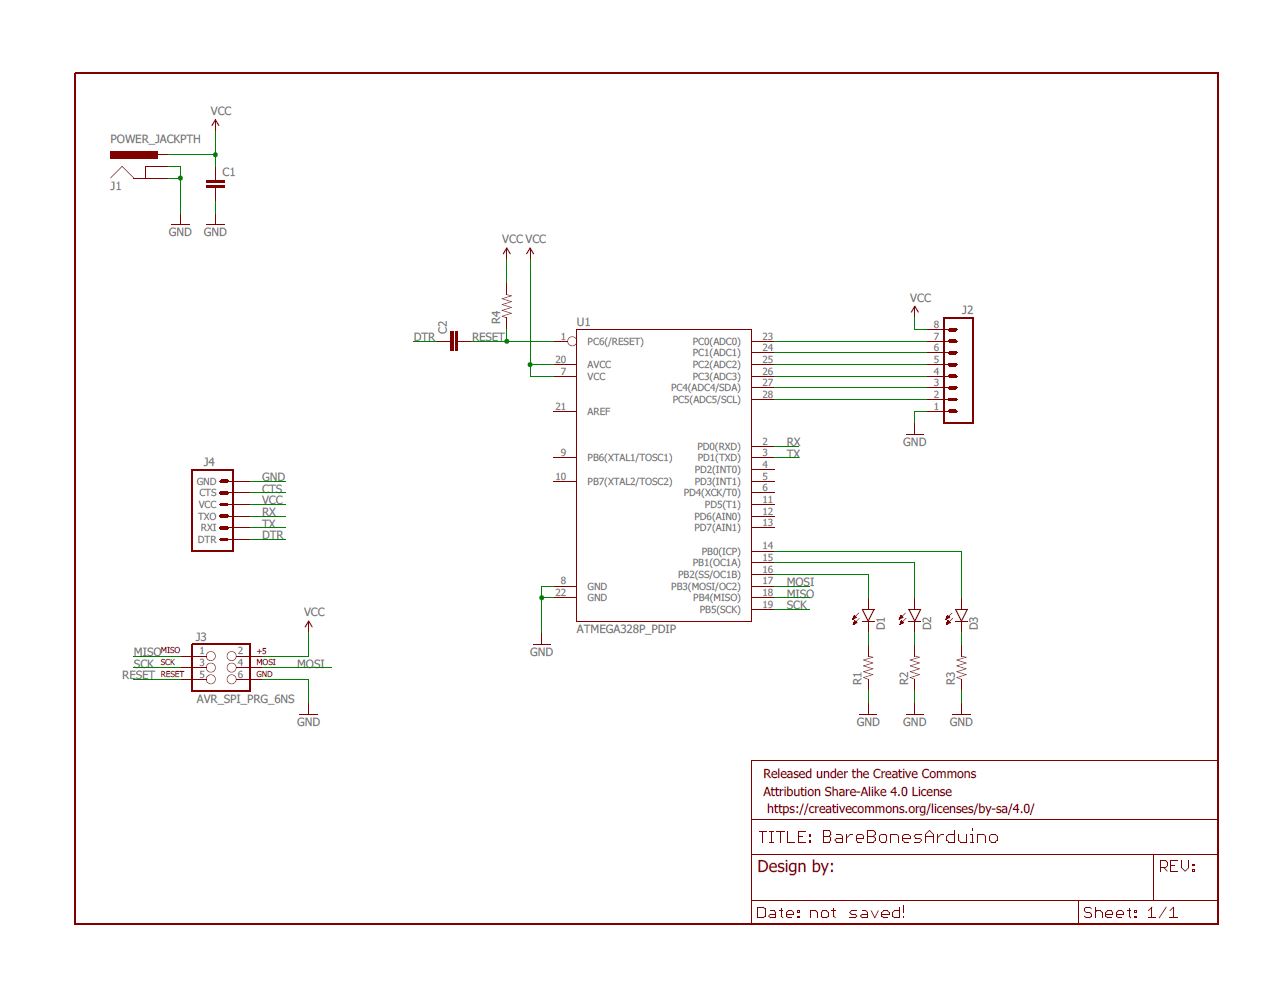 VCC
POWER_JACKPTH
C1
J1
GND GND
VCC VCC
R4
C2
DTR
RESET
U1
1 PC6(/RESET)
20 AVCC
7 VCC
21 AREF
9 PB6(XTAL1/TOSC1)
10 PB7(XTAL2/TOSC2)
8 GND
22 GND
GND
PC0(ADC0) 23
PC1(ADC1) 24
PC2(ADC2) 25
PC3(ADC3) 26
PC4(ADC4/SDA) 27
PC5(ADC5/SCL) 28
PD0(RXD) 2 RX
PD1(TXD) 3 TX
PD2(INT0) 4
PD3(INT1) 5
PD4(XCK/T0) 6
PD5(T1) 11
PD6(AIN0) 12
PD7(AIN1) 13
PB0(ICP) 14
PB1(OC1A) 15
PB2(SS/OC1B) 16
PB3(MOSI/OC2) 17 MOSI
PB4(MISO) 18 MISO
PB5(SCK) 19 SCK
ATMEGA328P_PDIP
VCC
J2
8
7
6
5
4
3
2
1
GND
D1 D2 D3
R1 R2 R3
GND GND GND
J4
GND GND
CTS CTS
VCC VCC
TXO RX
RXI TX
DTR DTR
VCC
J3
MISO MISO 1 2 +5
SCK SCK 3 4 MOSI MOSI
RESET RESET 5 6 GND
AVR_SPI_PRG_6NS
GND
Released under the Creative Commons
Attribution Share-Alike 4.0 License
https://creativecommons.org/licenses/by-sa/4.0/
TITLE: BareBonesArduino
Design by:
REV:
Date: not saved!
Sheet: 1/1